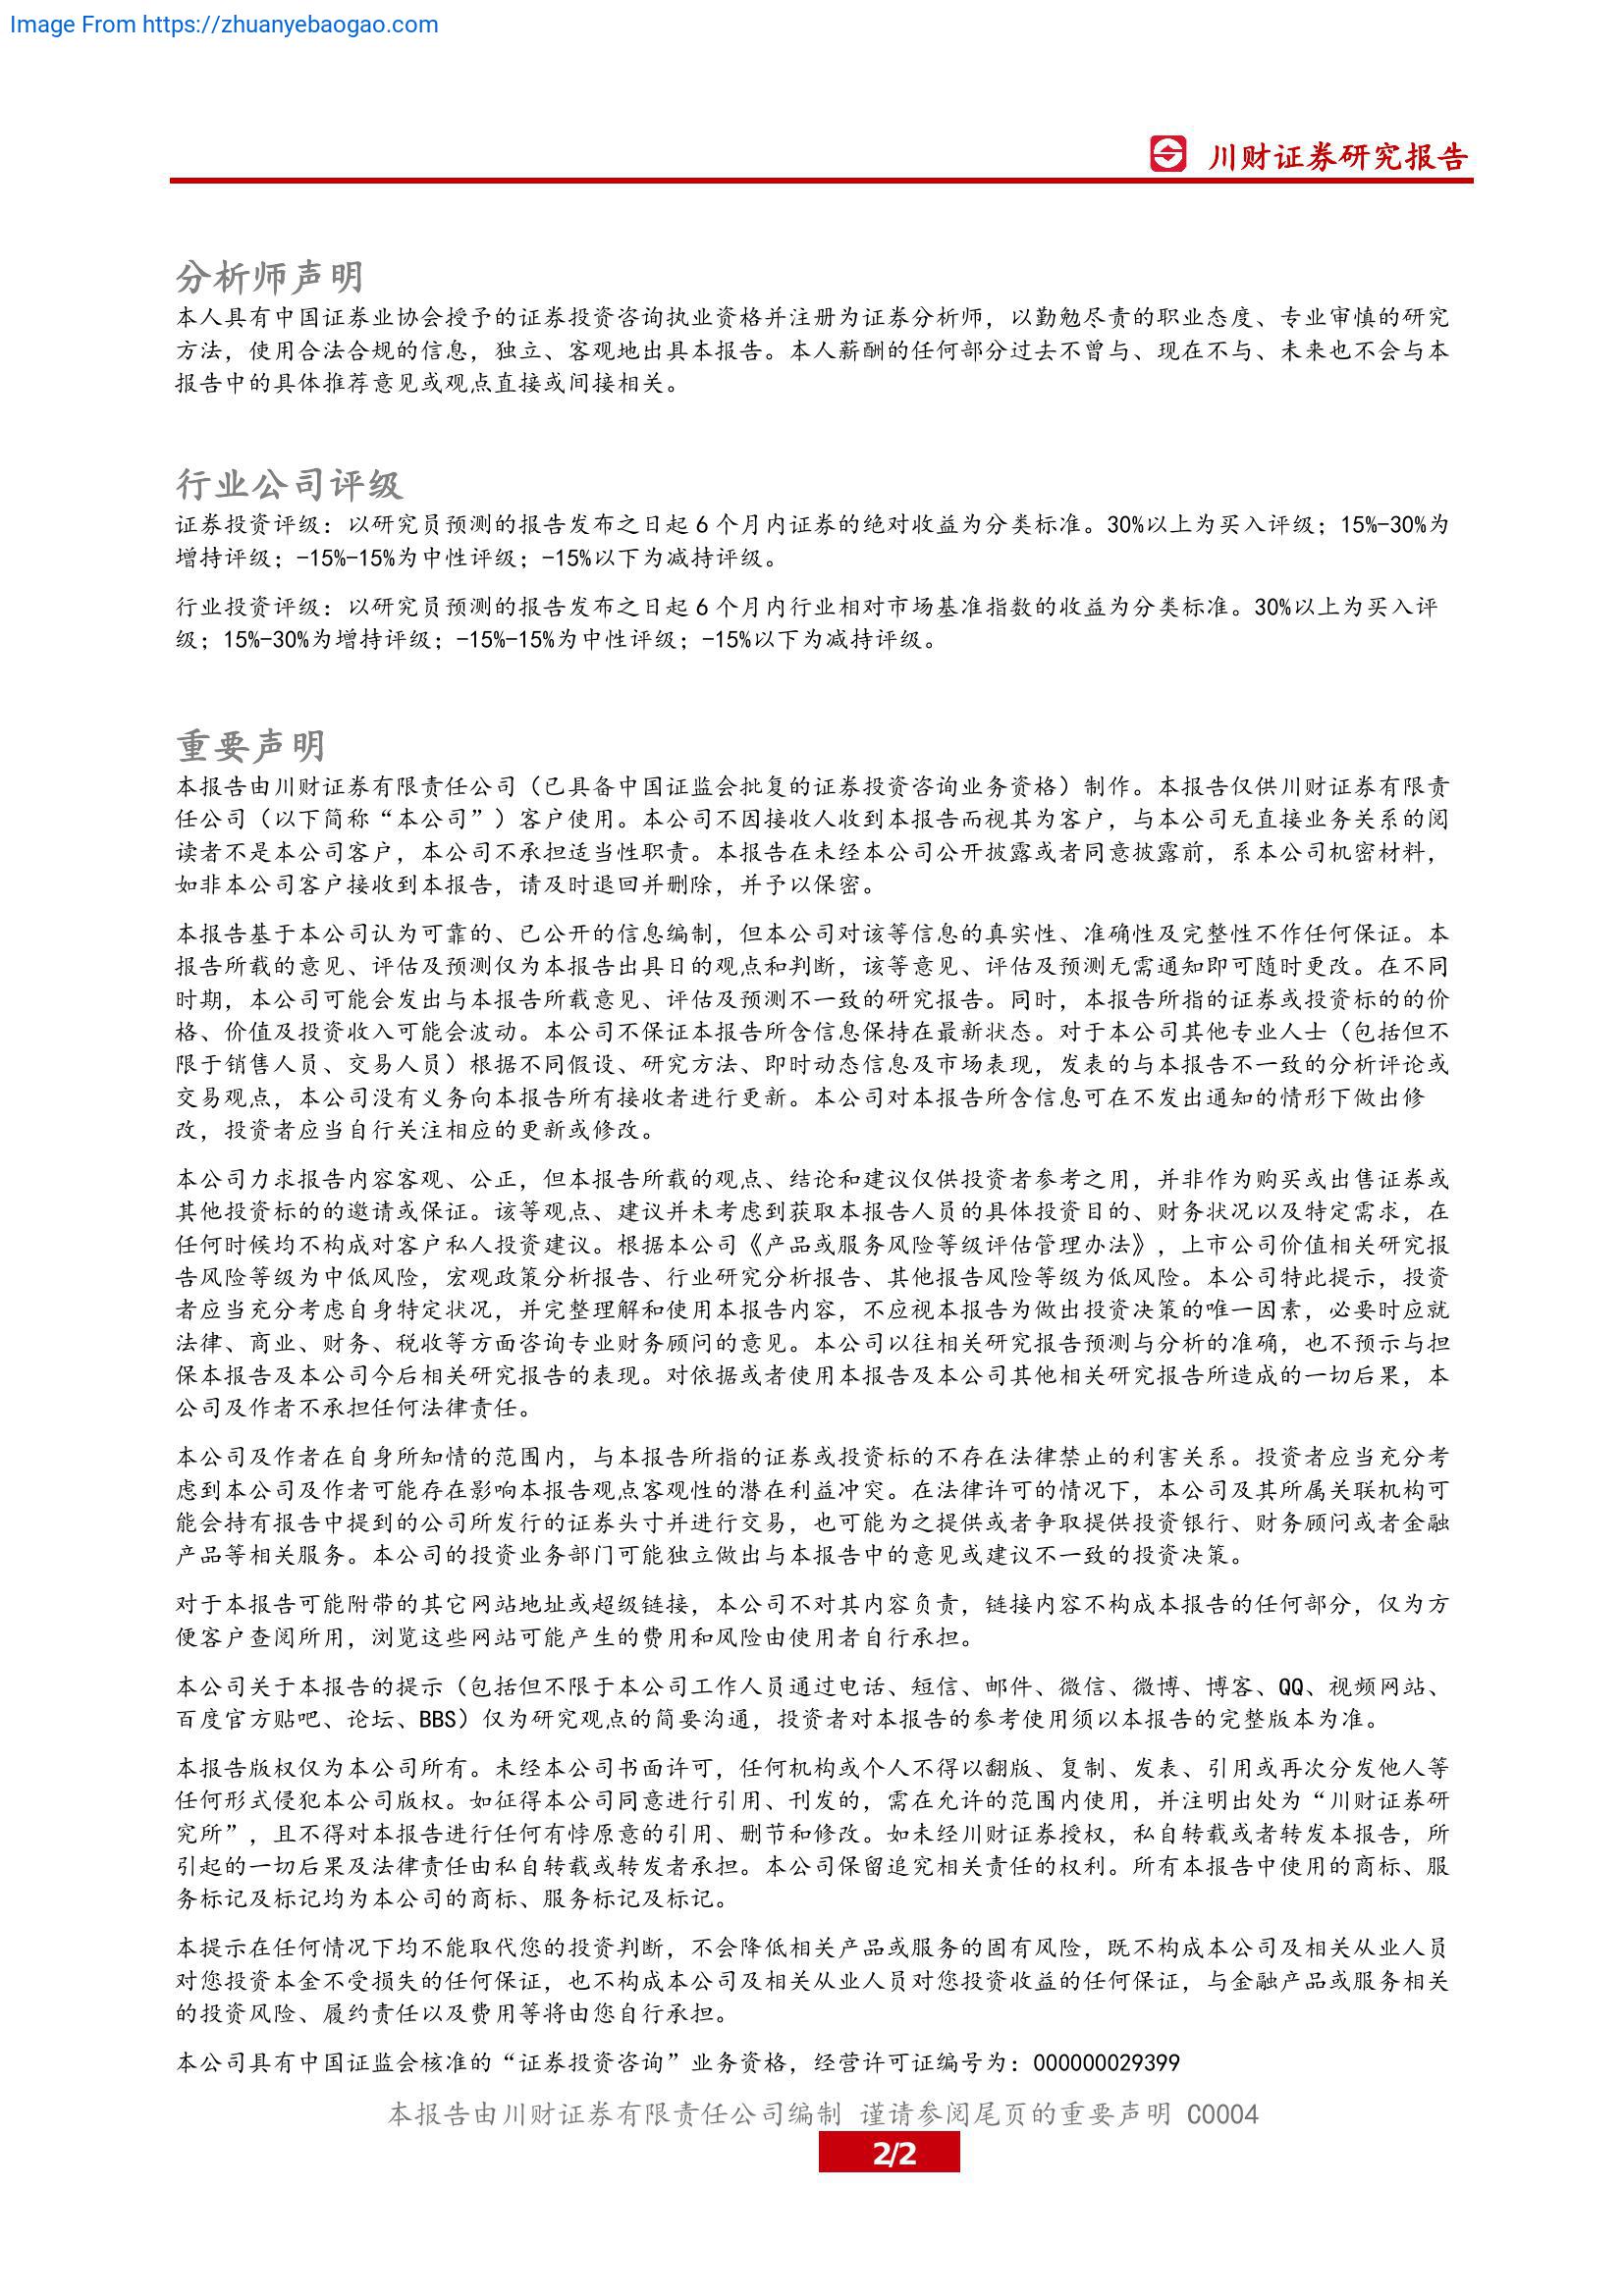 Image From https://zhuanyebaogao.com
川财证券研究报告
分析师声明
本人具有中国证券业协会授予的证券投资咨询执业资格并注册为证券分析师，以勤勉尽责的职业态度、专业审慎的研究
方法，使用合法合规的信息，独立、客观地出具本报告。本人薪酬的任何部分过去不曾与、现在不与、未来也不会与本
报告中的具体推荐意见或观点直接或间接相关。
行业公司评级
证券投资评级：以研究员预测的报告发布之日起 6 个月内证券的绝对收益为分类标准。30%以上为买入评级；15%-30%为
增持评级；-15%-15%为中性评级；-15%以下为减持评级。
行业投资评级：以研究员预测的报告发布之日起 6 个月内行业相对市场基准指数的收益为分类标准。30%以上为买入评
级；15%-30%为增持评级；-15%-15%为中性评级；-15%以下为减持评级。
重要声明
本报告由川财证券有限责任公司（已具备中国证监会批复的证券投资咨询业务资格）制作。本报告仅供川财证券有限责
任公司（以下简称“本公司”）客户使用。本公司不因接收人收到本报告而视其为客户，与本公司无直接业务关系的阅
读者不是本公司客户，本公司不承担适当性职责。本报告在未经本公司公开披露或者同意披露前，系本公司机密材料，
如非本公司客户接收到本报告，请及时退回并删除，并予以保密。
本报告基于本公司认为可靠的、已公开的信息编制，但本公司对该等信息的真实性、准确性及完整性不作任何保证。本
报告所载的意见、评估及预测仅为本报告出具日的观点和判断，该等意见、评估及预测无需通知即可随时更改。在不同
时期，本公司可能会发出与本报告所载意见、评估及预测不一致的研究报告。同时，本报告所指的证券或投资标的的价
格、价值及投资收入可能会波动。本公司不保证本报告所含信息保持在最新状态。对于本公司其他专业人士（包括但不
限于销售人员、交易人员）根据不同假设、研究方法、即时动态信息及市场表现，发表的与本报告不一致的分析评论或
交易观点，本公司没有义务向本报告所有接收者进行更新。本公司对本报告所含信息可在不发出通知的情形下做出修
改，投资者应当自行关注相应的更新或修改。
本公司力求报告内容客观、公正，但本报告所载的观点、结论和建议仅供投资者参考之用，并非作为购买或出售证券或
其他投资标的的邀请或保证。该等观点、建议并未考虑到获取本报告人员的具体投资目的、财务状况以及特定需求，在
任何时候均不构成对客户私人投资建议。根据本公司《产品或服务风险等级评估管理办法》，上市公司价值相关研究报
告风险等级为中低风险，宏观政策分析报告、行业研究分析报告、其他报告风险等级为低风险。本公司特此提示，投资
者应当充分考虑自身特定状况，并完整理解和使用本报告内容，不应视本报告为做出投资决策的唯一因素，必要时应就
法律、商业、财务、税收等方面咨询专业财务顾问的意见。本公司以往相关研究报告预测与分析的准确，也不预示与担
保本报告及本公司今后相关研究报告的表现。对依据或者使用本报告及本公司其他相关研究报告所造成的一切后果，本
公司及作者不承担任何法律责任。
本公司及作者在自身所知情的范围内，与本报告所指的证券或投资标的不存在法律禁止的利害关系。投资者应当充分考
虑到本公司及作者可能存在影响本报告观点客观性的潜在利益冲突。在法律许可的情况下，本公司及其所属关联机构可
能会持有报告中提到的公司所发行的证券头寸并进行交易，也可能为之提供或者争取提供投资银行、财务顾问或者金融
产品等相关服务。本公司的投资业务部门可能独立做出与本报告中的意见或建议不一致的投资决策。
对于本报告可能附带的其它网站地址或超级链接，本公司不对其内容负责，链接内容不构成本报告的任何部分，仅为方
便客户查阅所用，浏览这些网站可能产生的费用和风险由使用者自行承担。
本公司关于本报告的提示（包括但不限于本公司工作人员通过电话、短信、邮件、微信、微博、博客、QQ、视频网站、
百度官方贴吧、论坛、BBS）仅为研究观点的简要沟通，投资者对本报告的参考使用须以本报告的完整版本为准。
本报告版权仅为本公司所有。未经本公司书面许可，任何机构或个人不得以翻版、复制、发表、引用或再次分发他人等
任何形式侵犯本公司版权。如征得本公司同意进行引用、刊发的，需在允许的范围内使用，并注明出处为“川财证券研
究所”，且不得对本报告进行任何有悖原意的引用、删节和修改。如未经川财证券授权，私自转载或者转发本报告，所
引起的一切后果及法律责任由私自转载或转发者承担。本公司保留追究相关责任的权利。所有本报告中使用的商标、服
务标记及标记均为本公司的商标、服务标记及标记。
本提示在任何情况下均不能取代您的投资判断，不会降低相关产品或服务的固有风险，既不构成本公司及相关从业人员
对您投资本金不受损失的任何保证，也不构成本公司及相关从业人员对您投资收益的任何保证，与金融产品或服务相关
的投资风险、履约责任以及费用等将由您自行承担。
本公司具有中国证监会核准的“证券投资咨询”业务资格，经营许可证编号为：000000029399
本报告由川财证券有限责任公司编制 谨请参阅尾页的重要声明 C0004
2/2